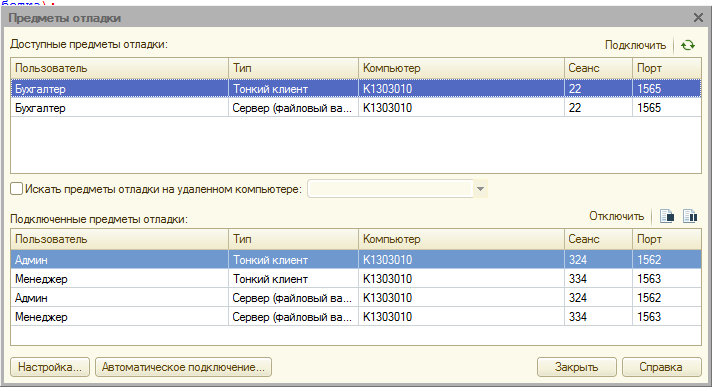 Предметы отладки
Доступные предметы отладки: Подключить
Пользователь Тип Компьютер Сеанс Порт
Бухгалтер Тонкий клиент K1303010 22 1565
Бухгалтер Сервер (файловый ва... K1303010 22 1565
Искать предметы отладки на удаленном компьютере:
Подключенные предметы отладки: Отключить
Пользователь Тип Компьютер Сеанс Порт
Админ Тонкий клиент K1303010 324 1562
Менеджер Тонкий клиент K1303010 334 1563
Админ Сервер (файловый ва... K1303010 324 1562
Менеджер Сервер (файловый ва... K1303010 334 1563
Настройка... Автоматическое подключение... Закрыть Справка